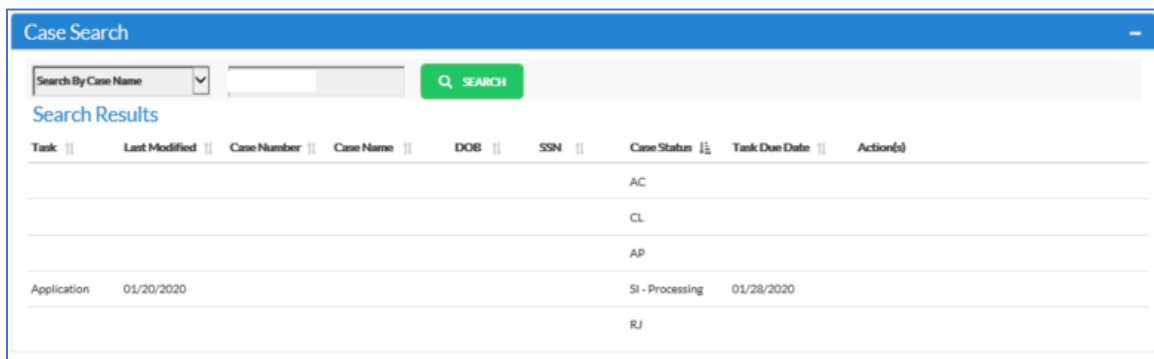 Case Search
Search By Case Name SEARCH
Search Results
Task Last Modified Case Number Case Name DOB SSN Case Status Task Due Date Action(s)
AC
CL
AP
Application 01/20/2020 SI - Processing 01/28/2020
RJ